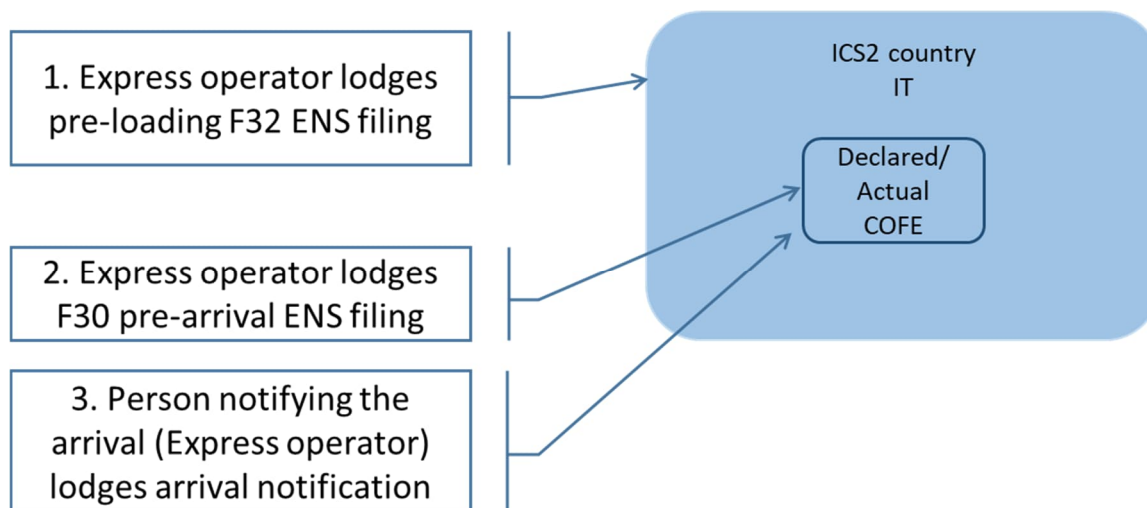 1. Express operator lodges
pre-loading F32 ENS filing
ICS2 country
IT
Declared/
Actual
COFE
2. Express operator lodges
F30 pre-arrival ENS filing
3. Person notifying the
arrival (Express operator)
lodges arrival notification